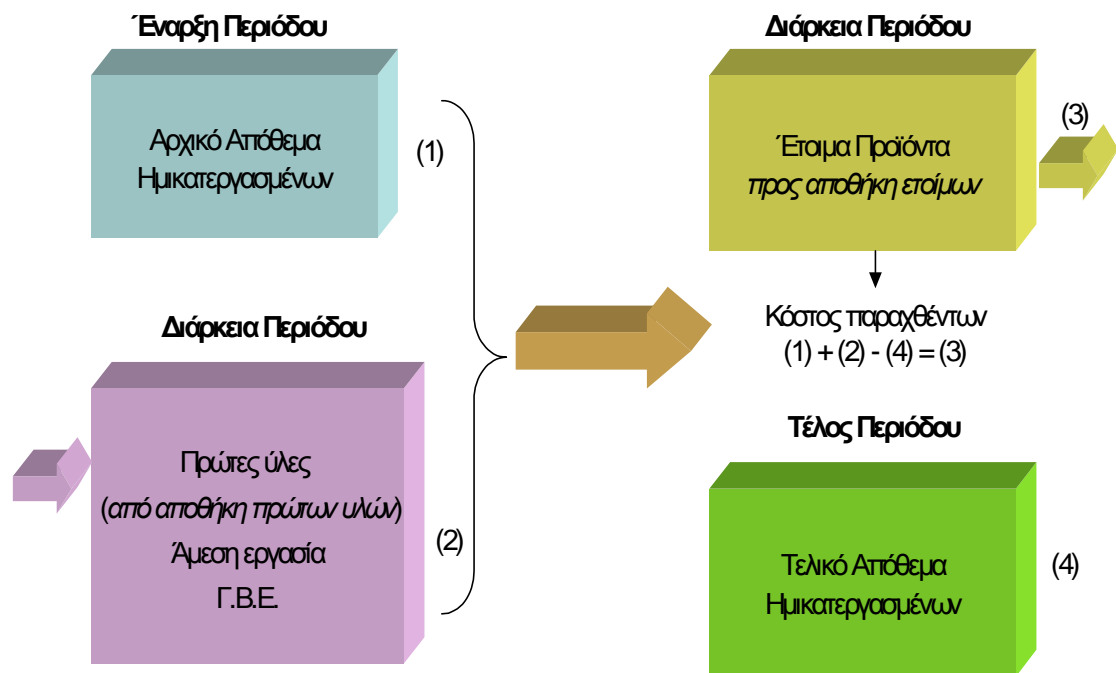 Έναρξη Περιόδου
Αρχικό Απόθεμα
Ημικατεργασμένων
(1)
Διάρκεια Περιόδου
Πρώτες ύλες
(από αποθήκη πρώτων υλών)
Άμεση εργασία
Γ.Β.Ε.
(2)
Διάρκεια Περιόδου
Έτοιμα Προϊόντα
προς αποθήκη ετοίμων
(3)
Κόστος παραχθέντων
(1) + (2) - (4) = (3)
Τέλος Περιόδου
Τελικό Απόθεμα
Ημικατεργασμένων
(4)